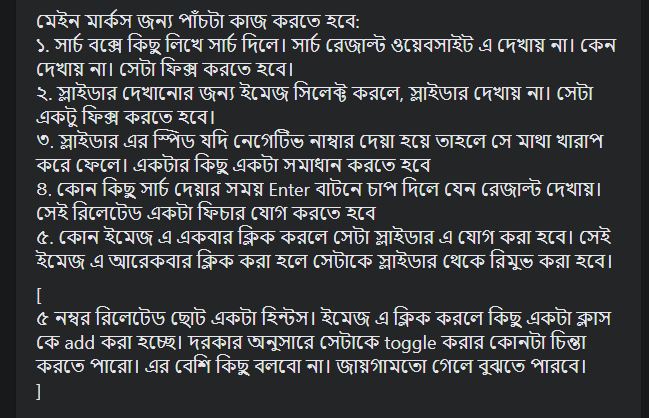 মেইন মার্কস জন্য পাঁচটা কাজ করতে হবে:
১. সার্চ বক্সে কিছু লিখে সার্চ দিলে। সার্চ রেজাল্ট ওয়েবসাইট এ দেখায় না। কেন
দেখায় না। সেটা ফিক্স করতে হবে।
২. স্লাইডার দেখানোর জন্য ইমেজ সিলেক্ট করলে, স্লাইডার দেখায় না। সেটা
একটু ফিক্স করতে হবে।
৩. স্লাইডার এর স্পিড যদি নেগেটিভ নাম্বার দেয়া হয়ে তাহলে সে মাথা খারাপ
করে ফেলে। একটার কিছু একটা সমাধান করতে হবে
৪. কোন কিছু সার্চ দেয়ার সময় Enter বাটনে চাপ দিলে যেন রেজাল্ট দেখায়।
সেই রিলেটেড একটা ফিচার যোগ করতে হবে
৫. কোন ইমেজ এ একবার ক্লিক করলে সেটা স্লাইডার এ যোগ করা হবে। সেই
ইমেজ এ আরেকবার ক্লিক করা হলে সেটাকে স্লাইডার থেকে রিমুভ করা হবে।
[
৫ নম্বর রিলেটেড ছোট একটা হিন্টস। ইমেজ এ ক্লিক করলে কিছু একটা ক্লাস
কে add করা হচ্ছে। দরকার অনুসারে সেটাকে toggle করার কোনটা চিন্তা
করতে পারো। এর বেশি কিছু বলবো না। জায়গামতো গেলে বুঝতে পারবে।
]